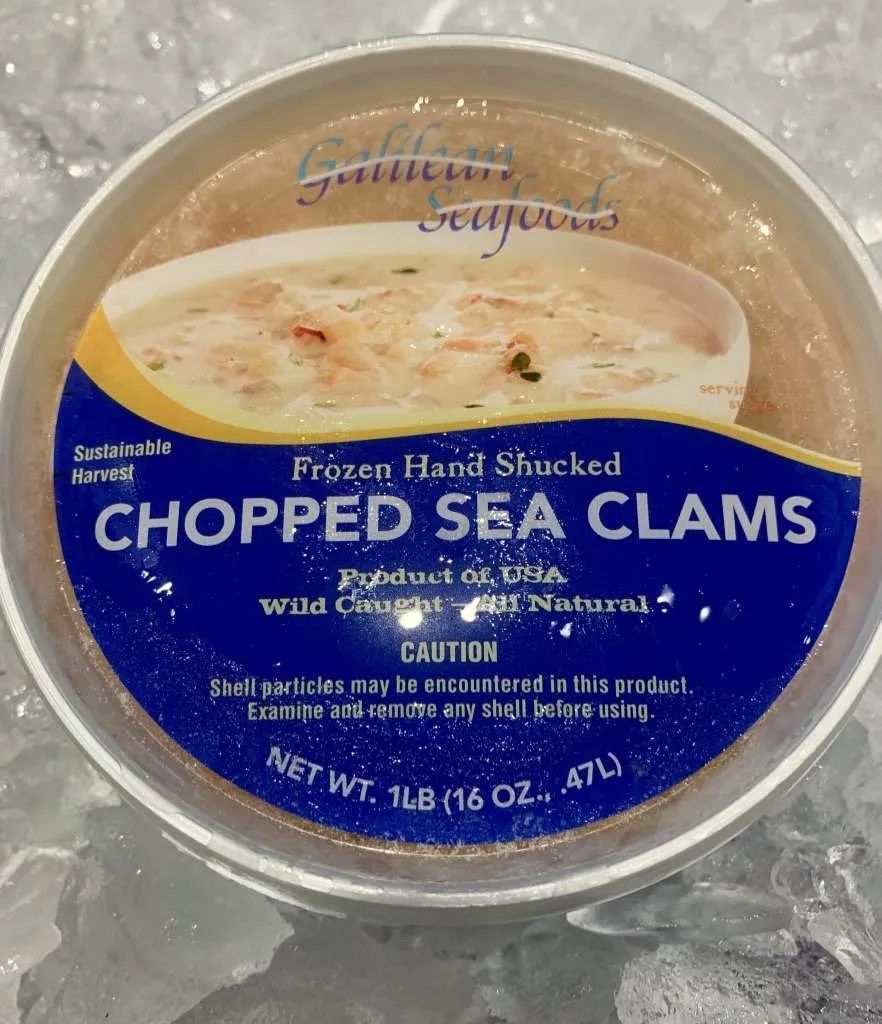 Galilean
Seafoods
serving
Sustainable
Harvest
Frozen Hand Shucked
CHOPPED SEA CLAMS
Product of USA
Wild Caught - All Natural
CAUTION
Shell particles may be encountered in this product.
Examine and remove any shell before using.
NET WT. 1LB (16 OZ., .47L)